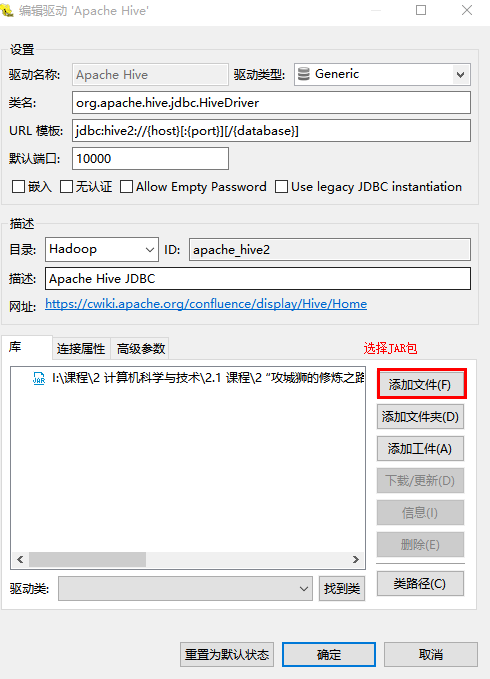 编辑驱动 'Apache Hive'
设置
驱动名称: Apache Hive 驱动类型: Generic
类名: org.apache.hive.jdbc.HiveDriver
URL 模板: jdbc:hive2://{host}[:{port}][/{database}]
默认端口: 10000
嵌入 无认证 Allow Empty Password Use legacy JDBC instantiation
描述
目录: Hadoop ID: apache_hive2
描述: Apache Hive JDBC
网址: https://cwiki.apache.org/confluence/display/Hive/Home
库 连接属性 高级参数 选择JAR包
JAR I:\课程\2 计算机科学与技术\2.1 课程\2 “攻城狮的修炼之路
添加文件(F)
添加文件夹(D)
添加工件(A)
下载/更新(D)
信息(I)
删除(E)
类路径(C)
驱动类: 找到类
重置为默认状态 确定 取消